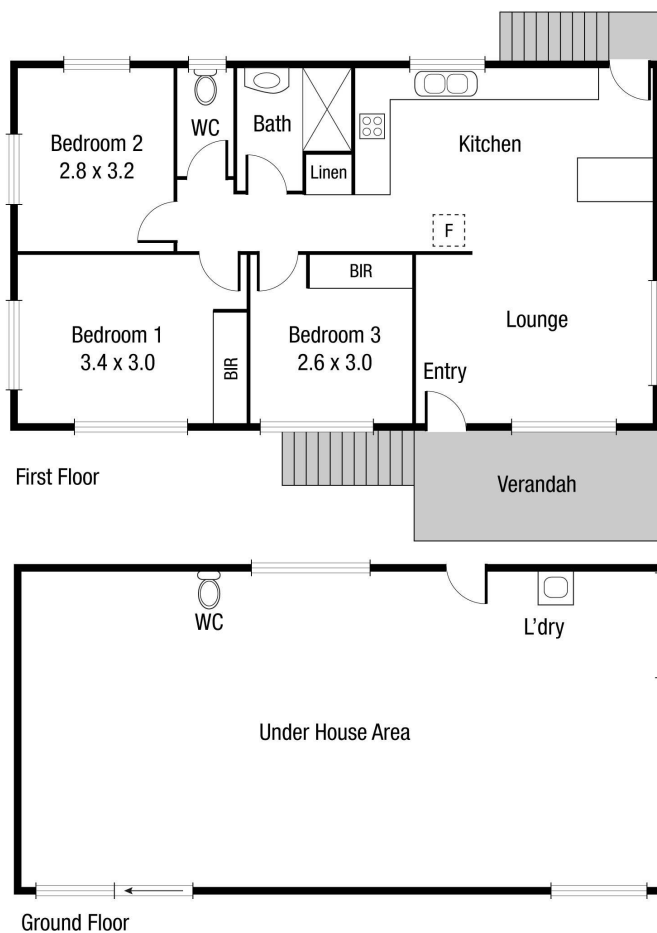 Bedroom 2
2.8 x 3.2
WC
Bath
Linen
Kitchen
F
BIR
Bedroom 1
3.4 x 3.0
BIR
Bedroom 3
2.6 x 3.0
Lounge
Entry
First Floor
Verandah
WC
L'dry
Under House Area
Ground Floor